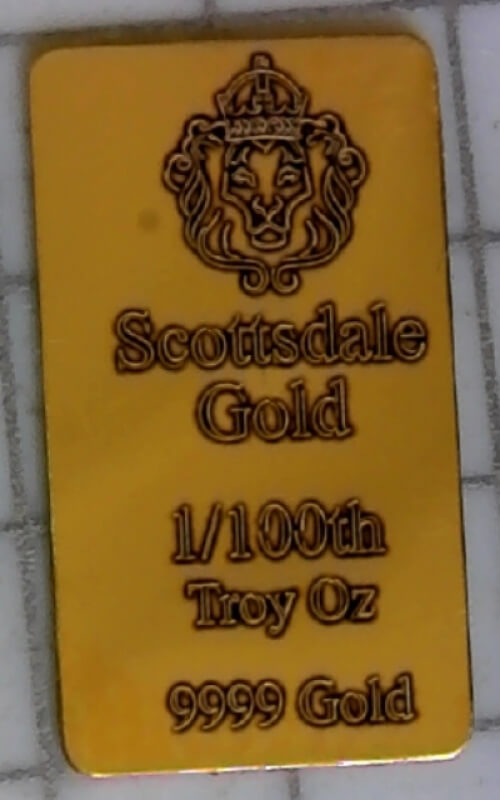 Scottsdale
Gold
1/100th
Troy Oz
9999 Gold